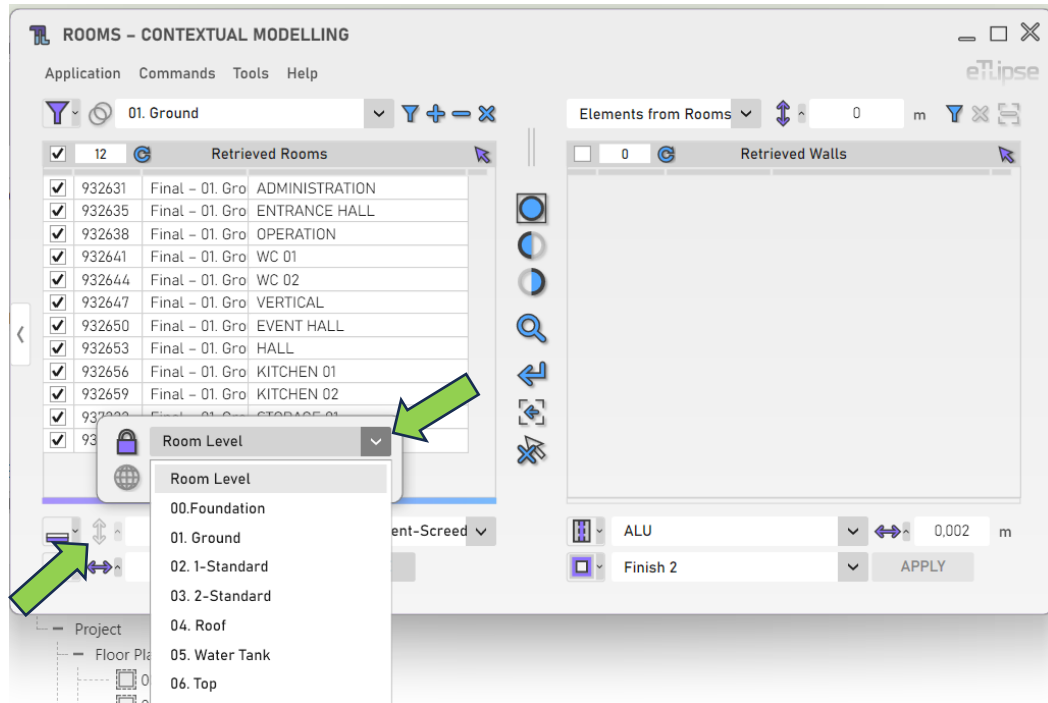 ROOMS – CONTEXTUAL MODELLING
Application Commands Tools Help
eTLipse
01. Ground
Elements from Rooms 0 m
12 Retrieved Rooms
0 Retrieved Walls
932631 Final – 01. Gro ADMINISTRATION
932635 Final – 01. Gro ENTRANCE HALL
932638 Final – 01. Gro OPERATION
932641 Final – 01. Gro WC 01
932644 Final – 01. Gro WC 02
932647 Final – 01. Gro VERTICAL
932650 Final – 01. Gro EVENT HALL
932653 Final – 01. Gro HALL
932656 Final – 01. Gro KITCHEN 01
932659 Final – 01. Gro KITCHEN 02
Room Level
Room Level
00.Foundation
01. Ground
02. 1-Standard
03. 2-Standard
04. Roof
05. Water Tank
06. Top
ent-Screed
ALU 0,002 m
Finish 2 APPLY
Project
Floor Pla